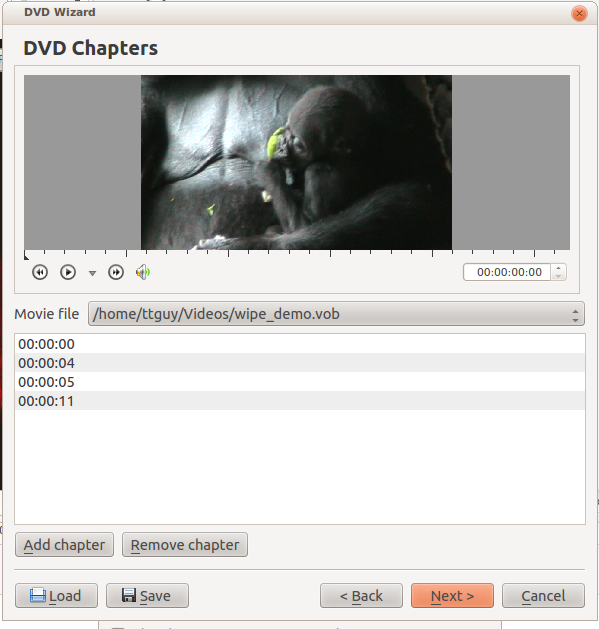 DVD Wizard
DVD Chapters
00:00:00:00
Movie file /home/ttguy/Videos/wipe_demo.vob
00:00:00
00:00:04
00:00:05
00:00:11
Add chapter Remove chapter
Load Save < Back Next > Cancel